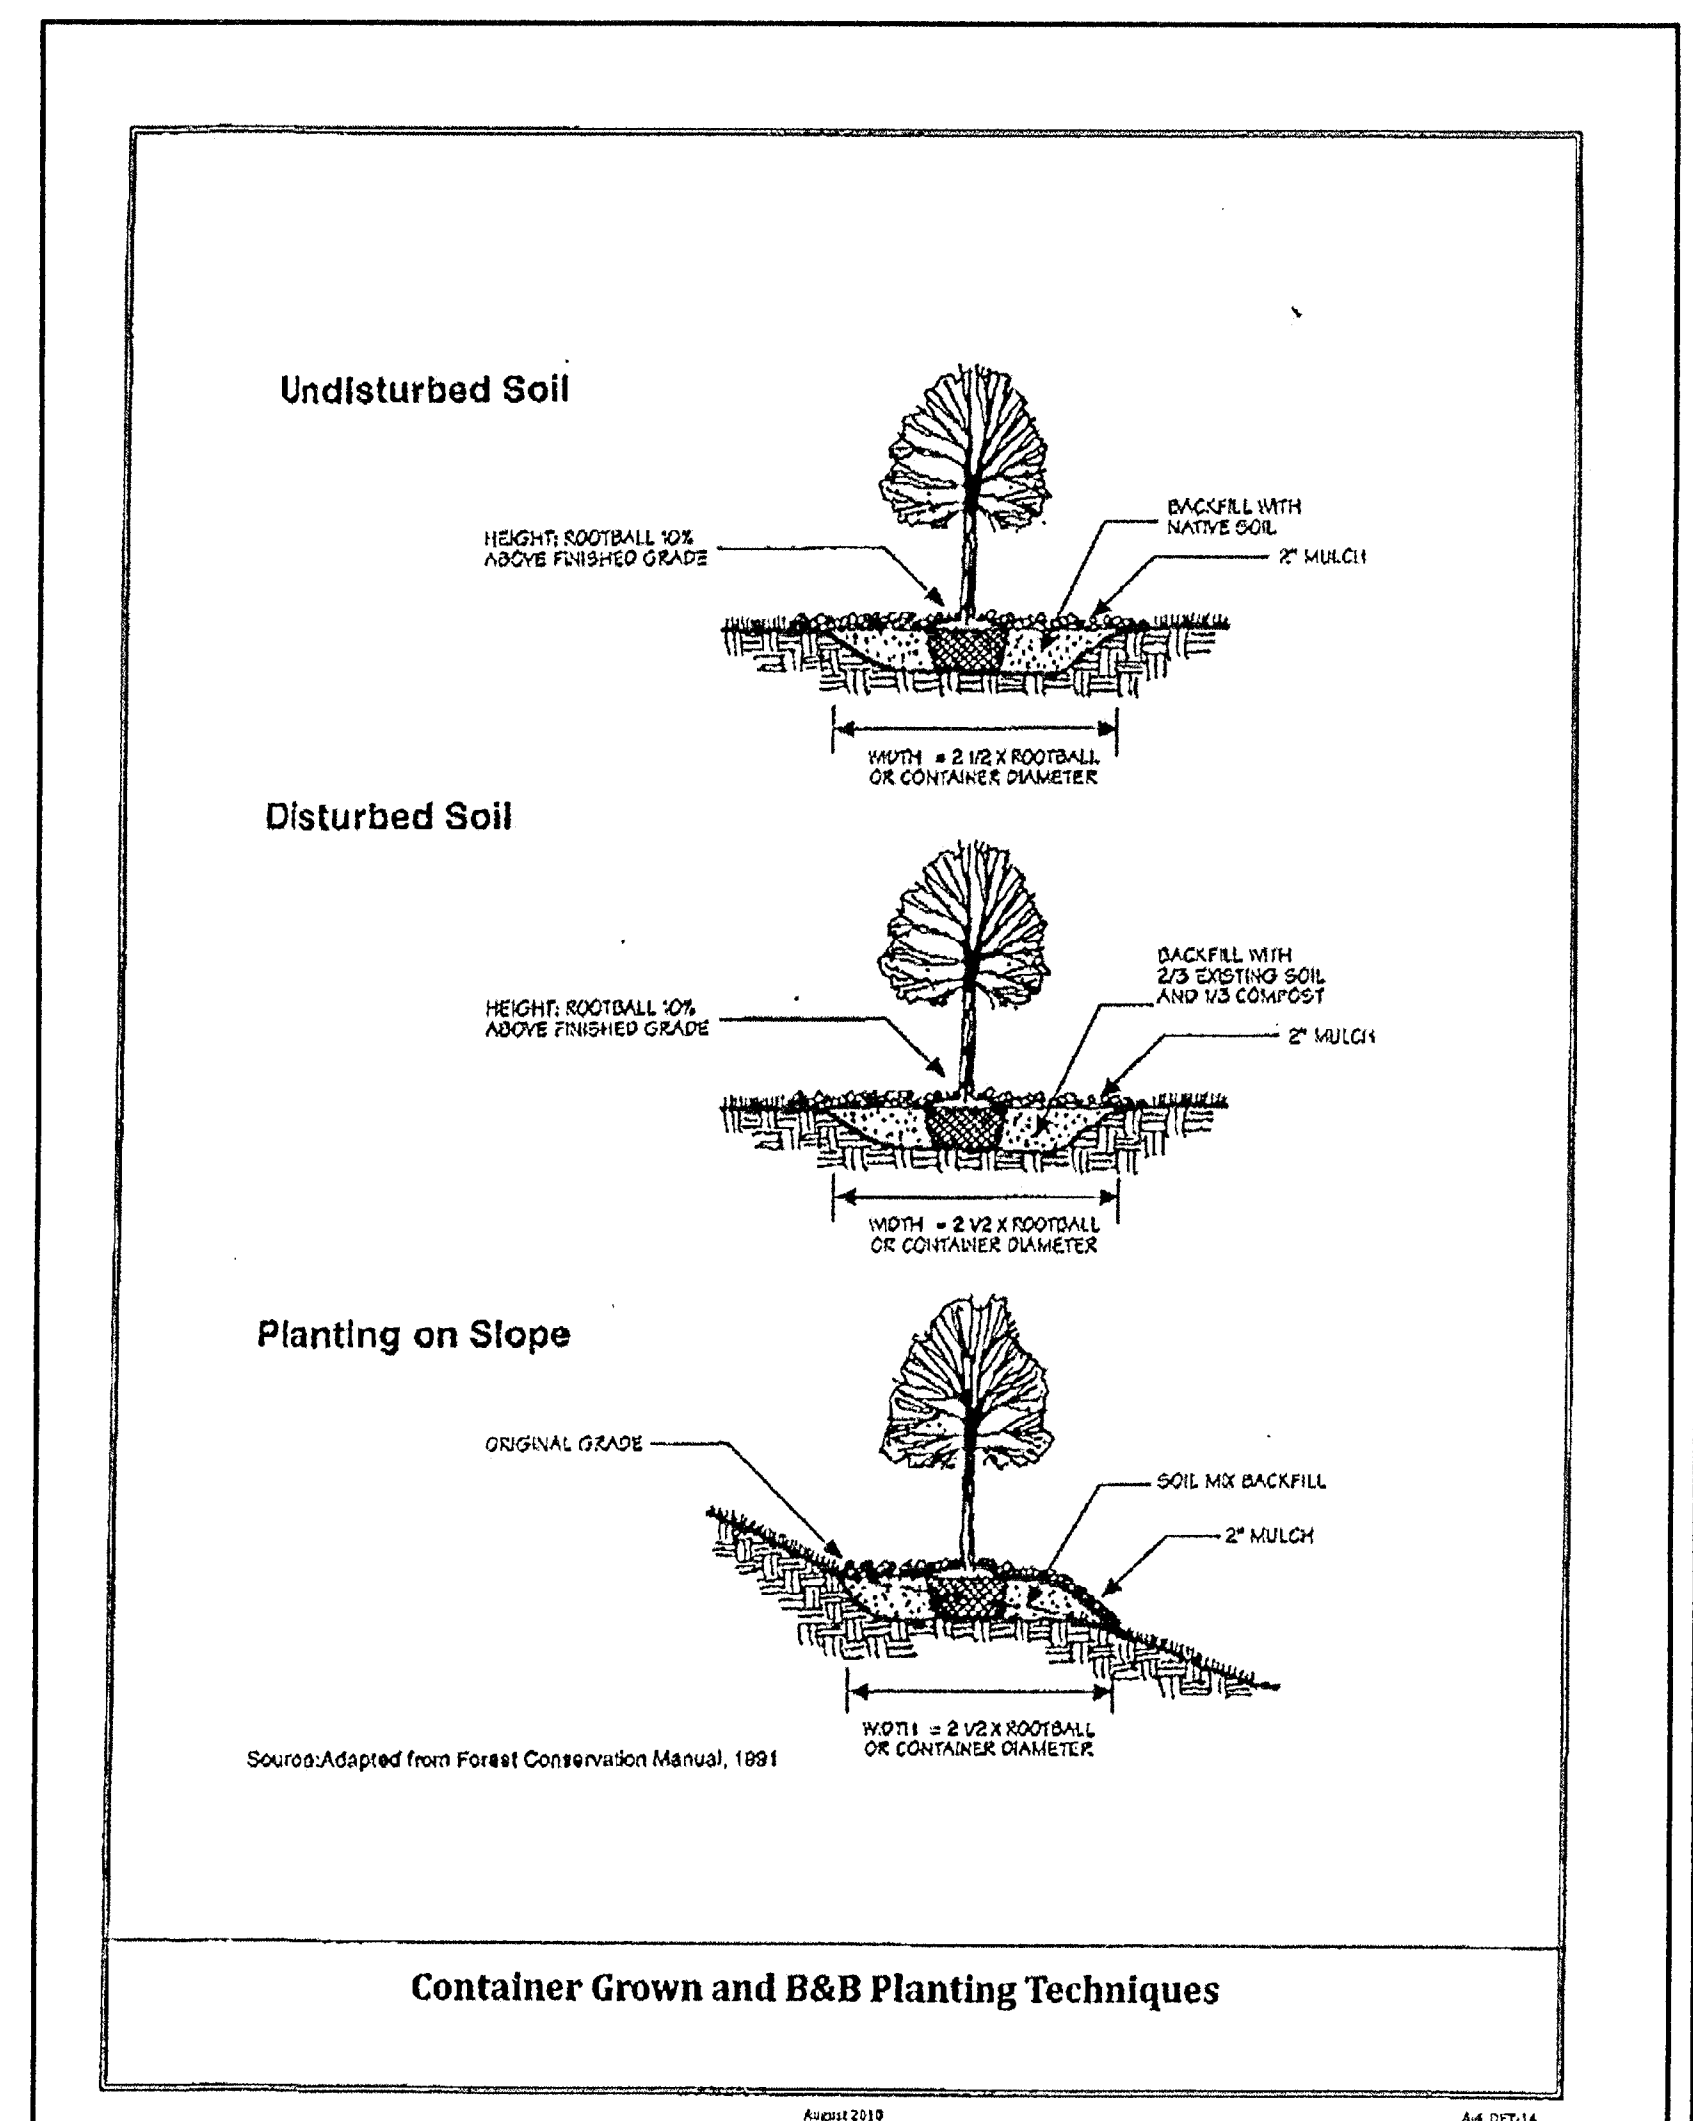 Undisturbed Soil
BACKFILL WITH
NATIVE SOIL
HEIGHT: ROOTBALL 10%
ABOVE FINISHED GRADE
2" MULCH
WIDTH = 2 1/2 X ROOTBALL
OR CONTAINER DIAMETER
Disturbed Soil
BACKFILL WITH
2/3 EXISTING SOIL
AND 1/3 COMPOST
HEIGHT: ROOTBALL 10%
ABOVE FINISHED GRADE
2" MULCH
WIDTH = 2 1/2 X ROOTBALL
OR CONTAINER DIAMETER
Planting on Slope
ORIGINAL GRADE
SOIL MIX BACKFILL
2" MULCH
WIDTH = 2 1/2 X ROOTBALL
OR CONTAINER DIAMETER
Source:Adapted from Forest Conservation Manual, 1991
Container Grown and B&B Planting Techniques
August 2010